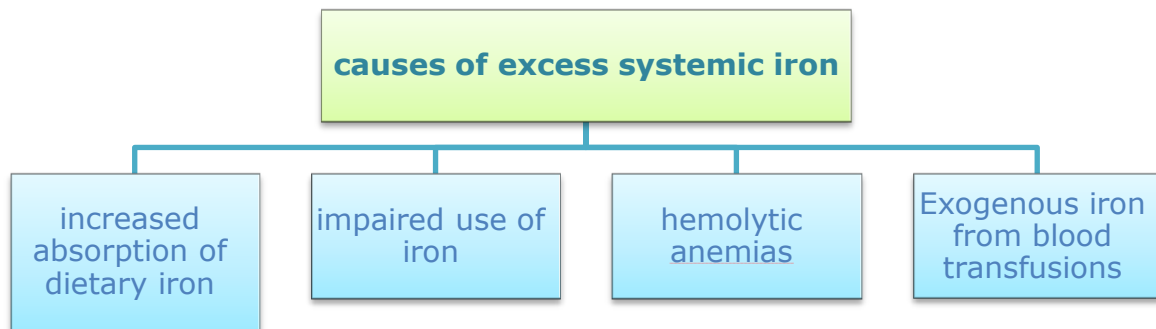 causes of excess systemic iron
increased
absorption of
dietary iron
impaired use of
iron
hemolytic
anemias
Exogenous iron
from blood
transfusions